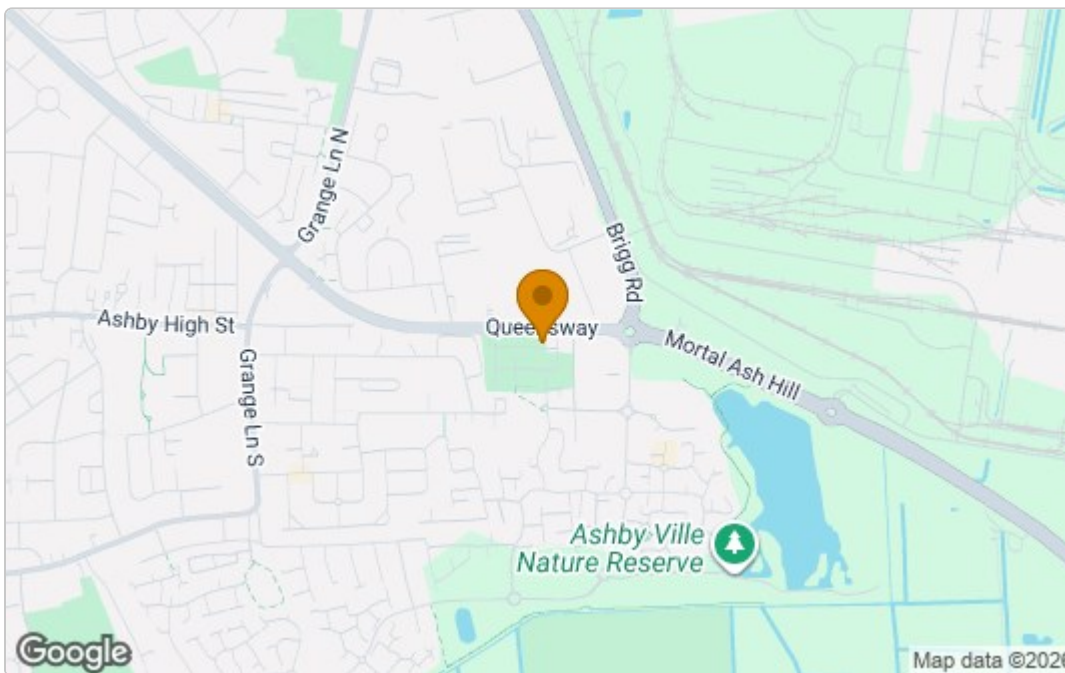 Grange Ln N
Brigg Rd
Ashby High St
Queensway
Mortal Ash Hill
Grange Ln S
Ashby Ville
Nature Reserve
Google
Map data ©2026